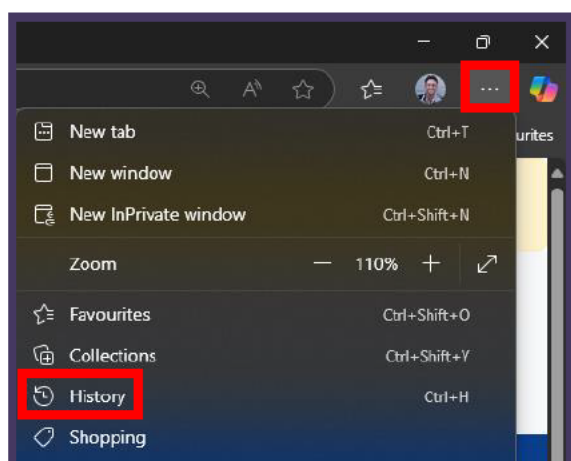 urites
New tab Ctrl+T
New window Ctrl+N
New InPrivate window Ctrl+Shift+N
Zoom — 110% +
Favourites Ctrl+Shift+O
Collections Ctrl+Shift+Y
History Ctrl+H
Shopping